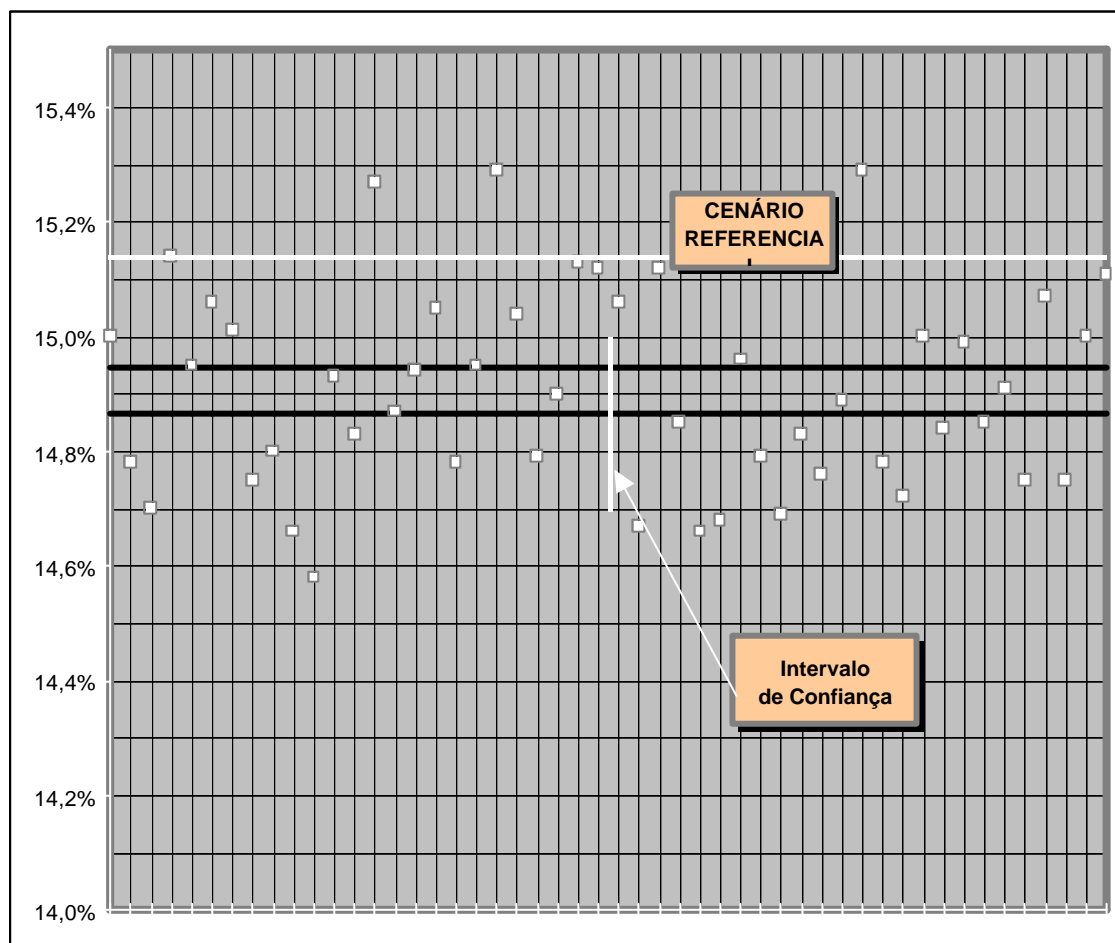 15,4%
15,2%
15,0%
14,8%
14,6%
14,4%
14,2%
14,0%
CENÁRIO
REFERENCIA
Intervalo
de Confiança